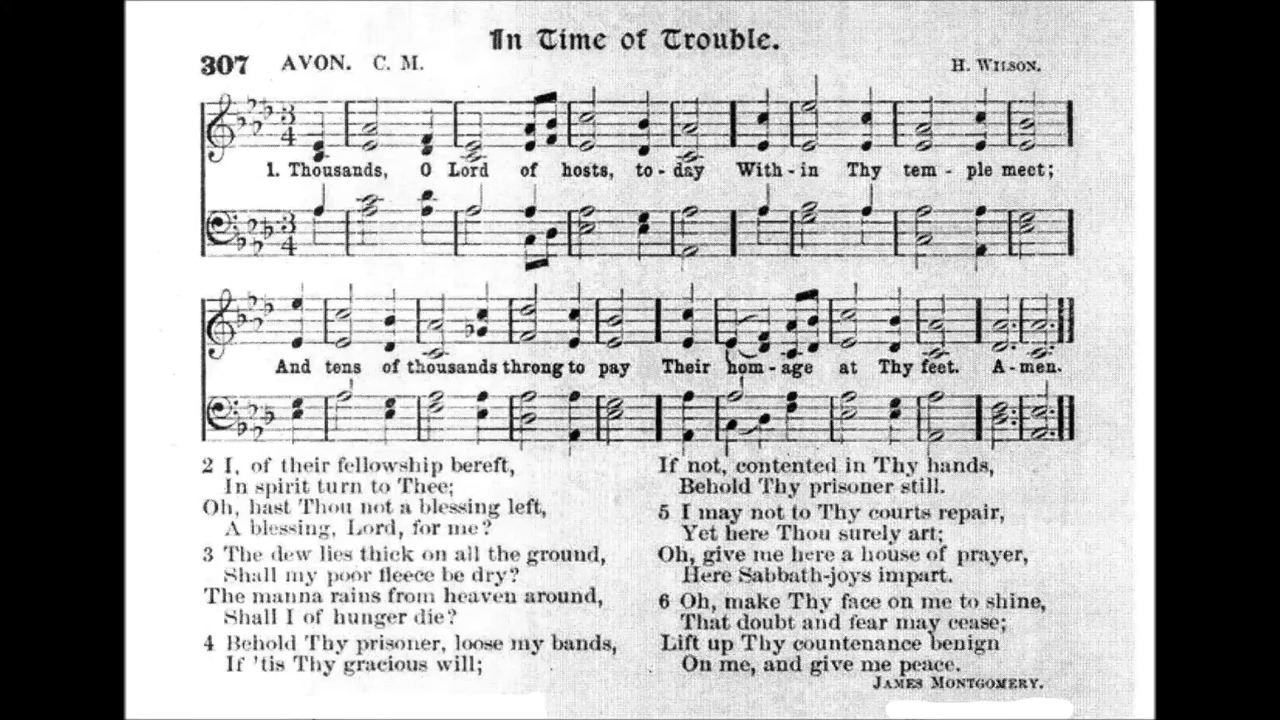 In Time of Trouble.
307 AVON. C. M. H. WILSON.
3 4
1. Thousands, O Lord of hosts, to - day With - in Thy tem - ple meet;
3 4
And tens of thousands throng to pay Their hom - age at Thy feet. A - men.
2 I, of their fellowship bereft,
In spirit turn to Thee;
Oh, hast Thou not a blessing left,
A blessing, Lord, for me?
3 The dew lies thick on all the ground,
Shall my poor fleece be dry?
The manna rains from heaven around,
Shall I of hunger die?
4 Behold Thy prisoner, loose my bands,
If 'tis Thy gracious will;
If not, contented in Thy hands,
Behold Thy prisoner still.
5 I may not to Thy courts repair,
Yet here Thou surely art;
Oh, give me here a house of prayer,
Here Sabbath-joys impart.
6 Oh, make Thy face on me to shine,
That doubt and fear may cease;
Lift up Thy countenance benign
On me, and give me peace.
JAMES MONTGOMERY.